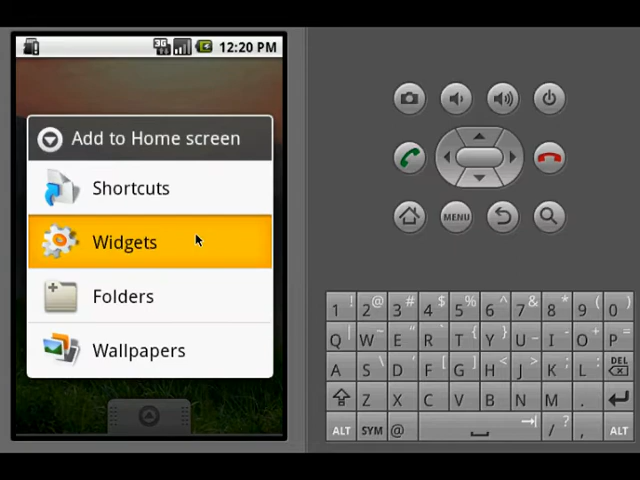 3G 12:20 PM
Add to Home screen
Shortcuts
Widgets
Folders
Wallpapers
MENU
1 ! 2 @ 3 # 4 $ 5 % 6 ^ 7 & 8 * 9 ( 0 )
Q | W ~ E " R ` T { Y } U _ I - O + P =
A S \ D ' F [ G ] H < J > K ; L : DEL
Z X C V B N M .
ALT SYM @ / ? , ALT